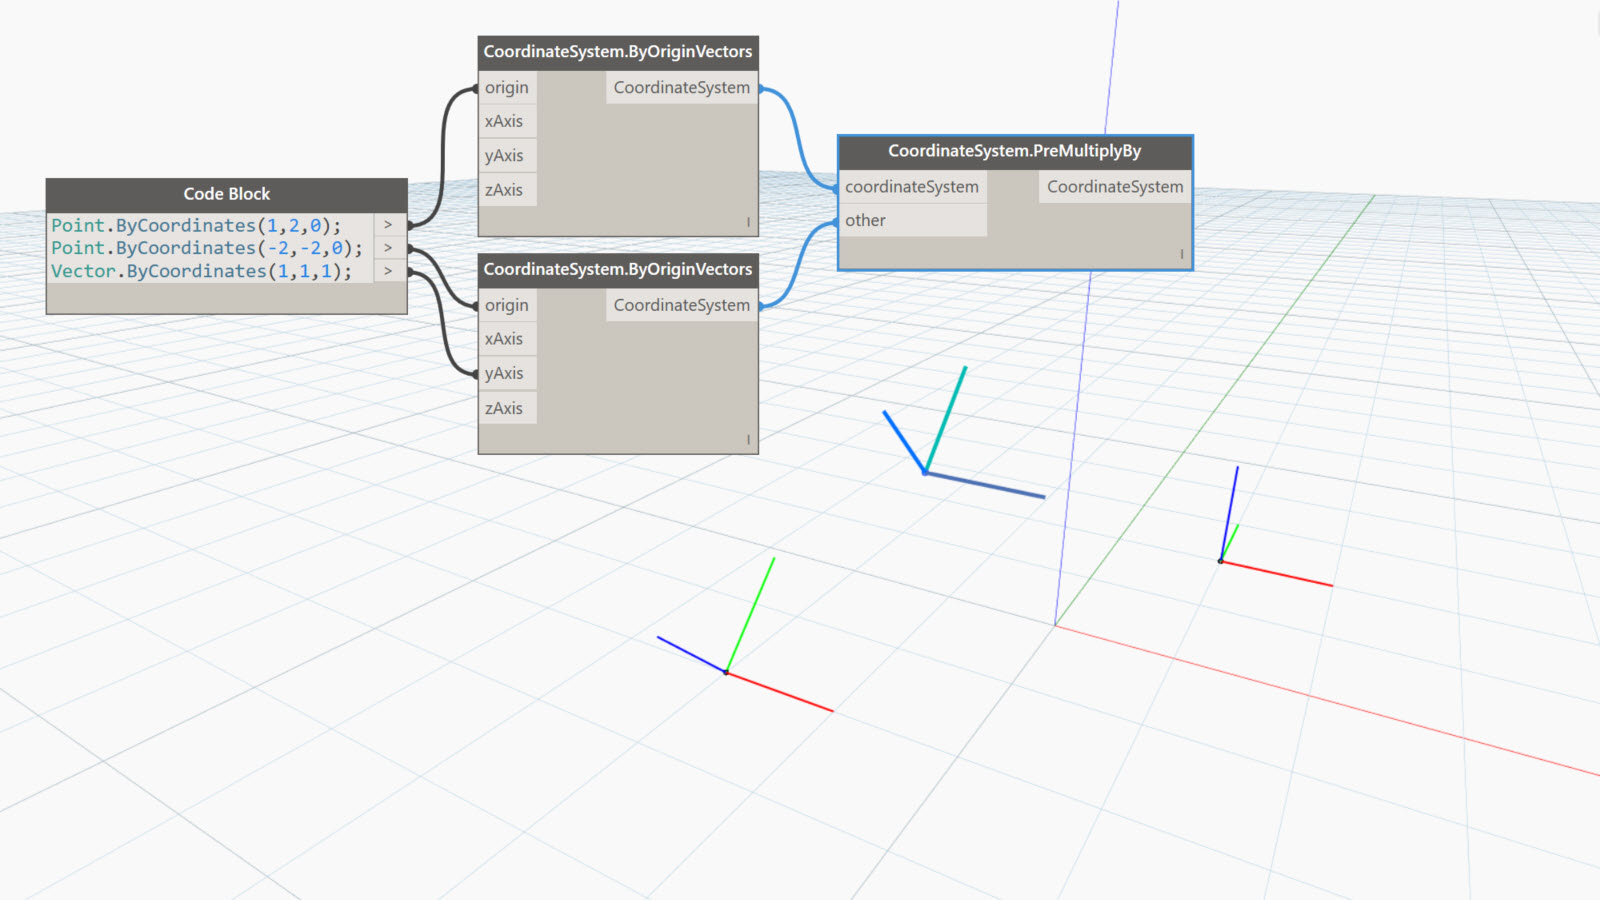 Code Block
Point.ByCoordinates(1,2,0); >
Point.ByCoordinates(-2,-2,0); >
Vector.ByCoordinates(1,1,1); >
CoordinateSystem.ByOriginVectors
origin CoordinateSystem
xAxis
yAxis
zAxis
CoordinateSystem.ByOriginVectors
origin CoordinateSystem
xAxis
yAxis
zAxis
CoordinateSystem.PreMultiplyBy
coordinateSystem CoordinateSystem
other